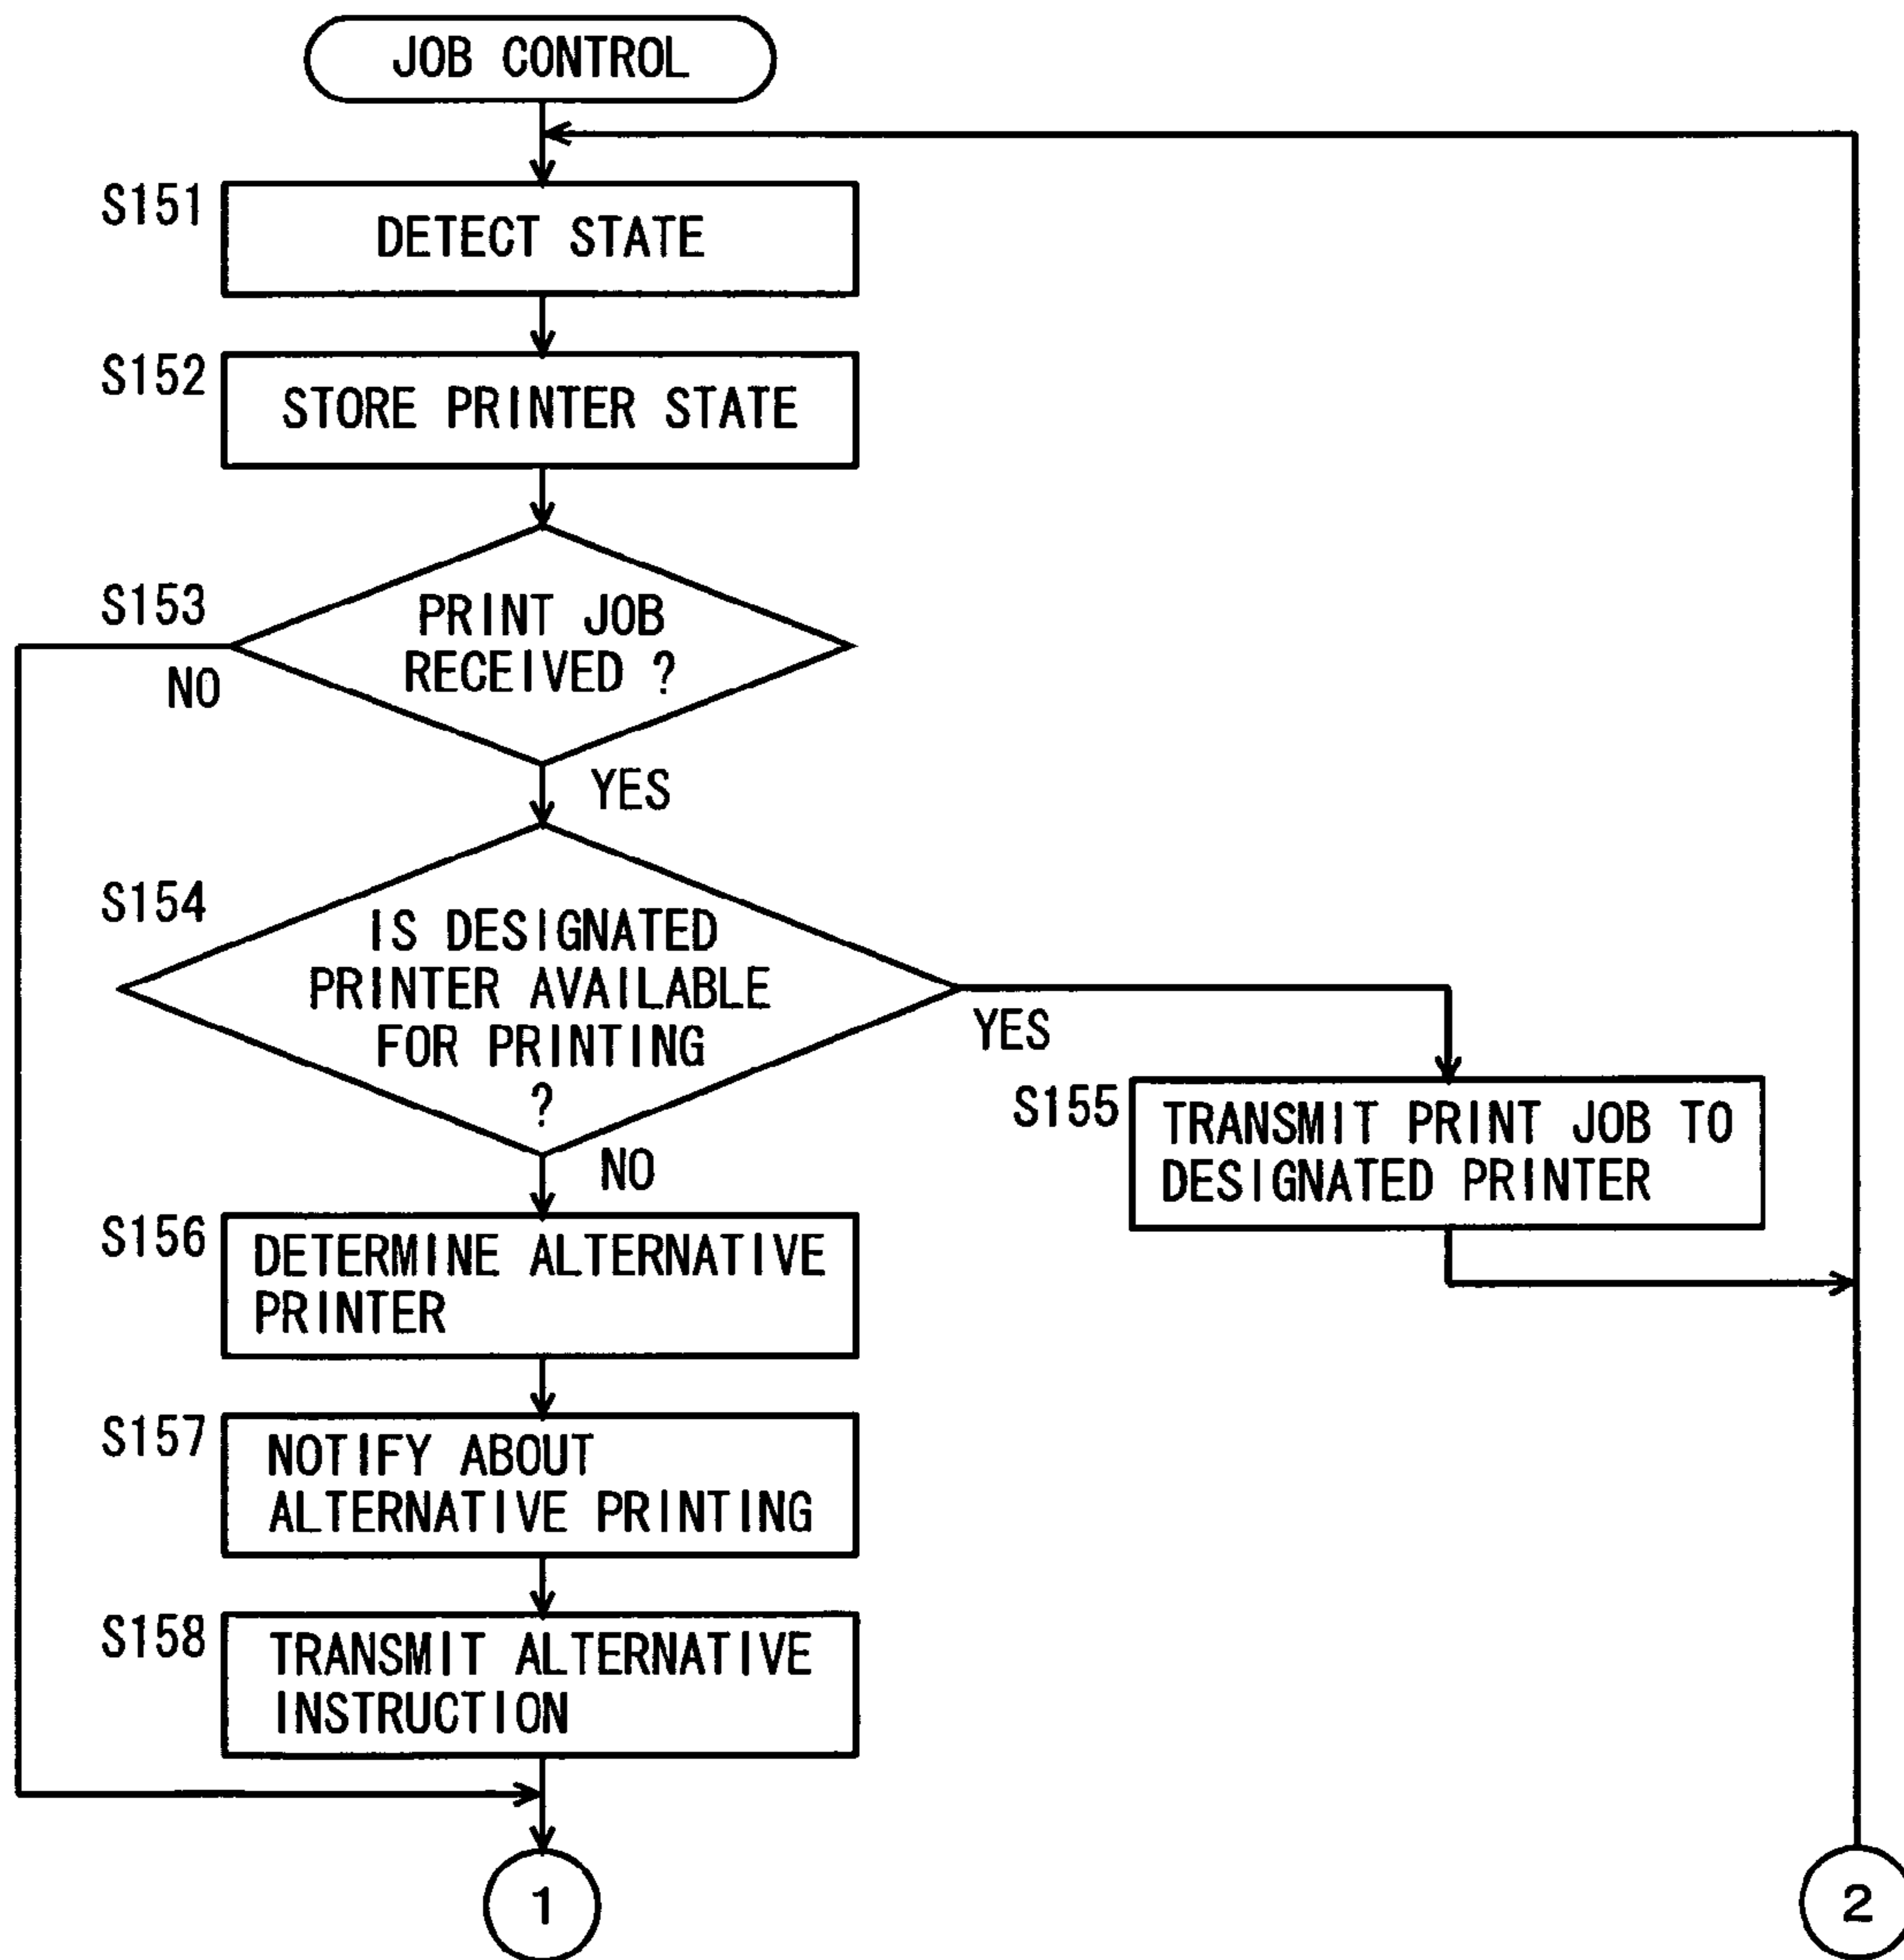 JOB CONTROL
S151
DETECT STATE
S152
STORE PRINTER STATE
S153
PRINT JOB
RECEIVED ?
NO
YES
S154
IS DESIGNATED
PRINTER AVAILABLE
FOR PRINTING
?
YES
NO
S155
TRANSMIT PRINT JOB TO
DESIGNATED PRINTER
S156
DETERMINE ALTERNATIVE
PRINTER
S157
NOTIFY ABOUT
ALTERNATIVE PRINTING
S158
TRANSMIT ALTERNATIVE
INSTRUCTION
1
2